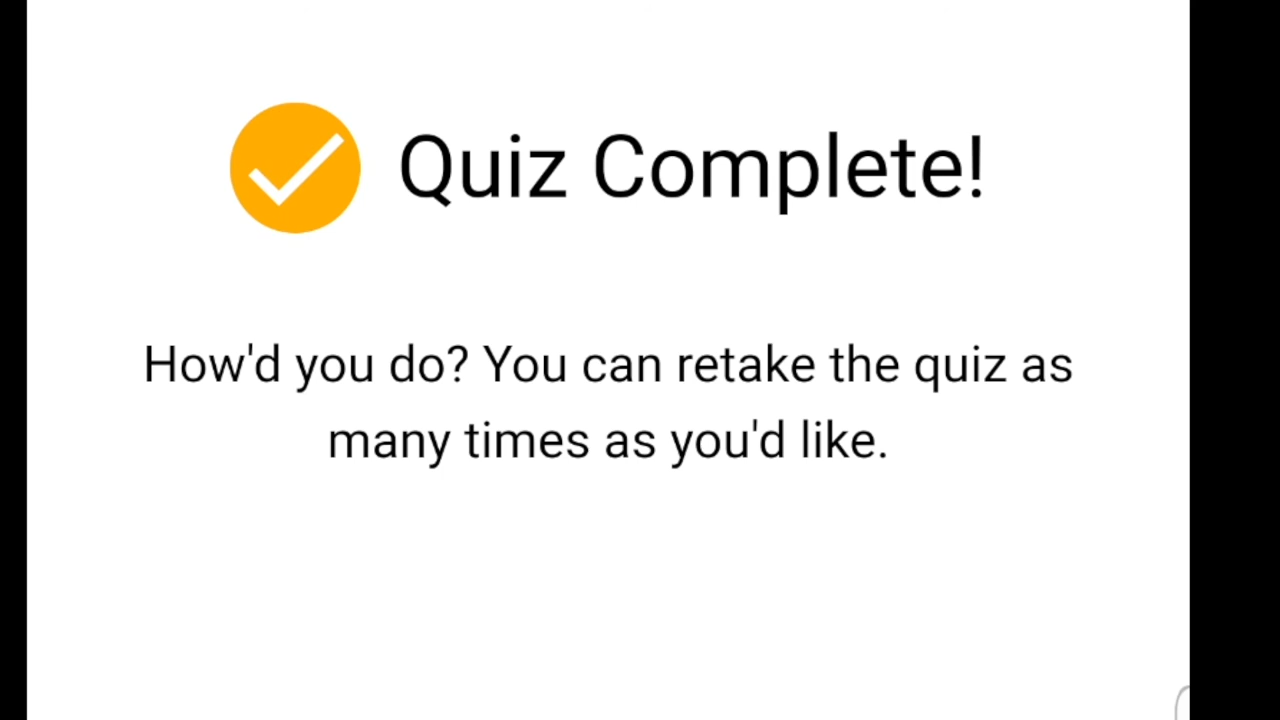 Quiz Complete!
How'd you do? You can retake the quiz as
many times as you'd like.